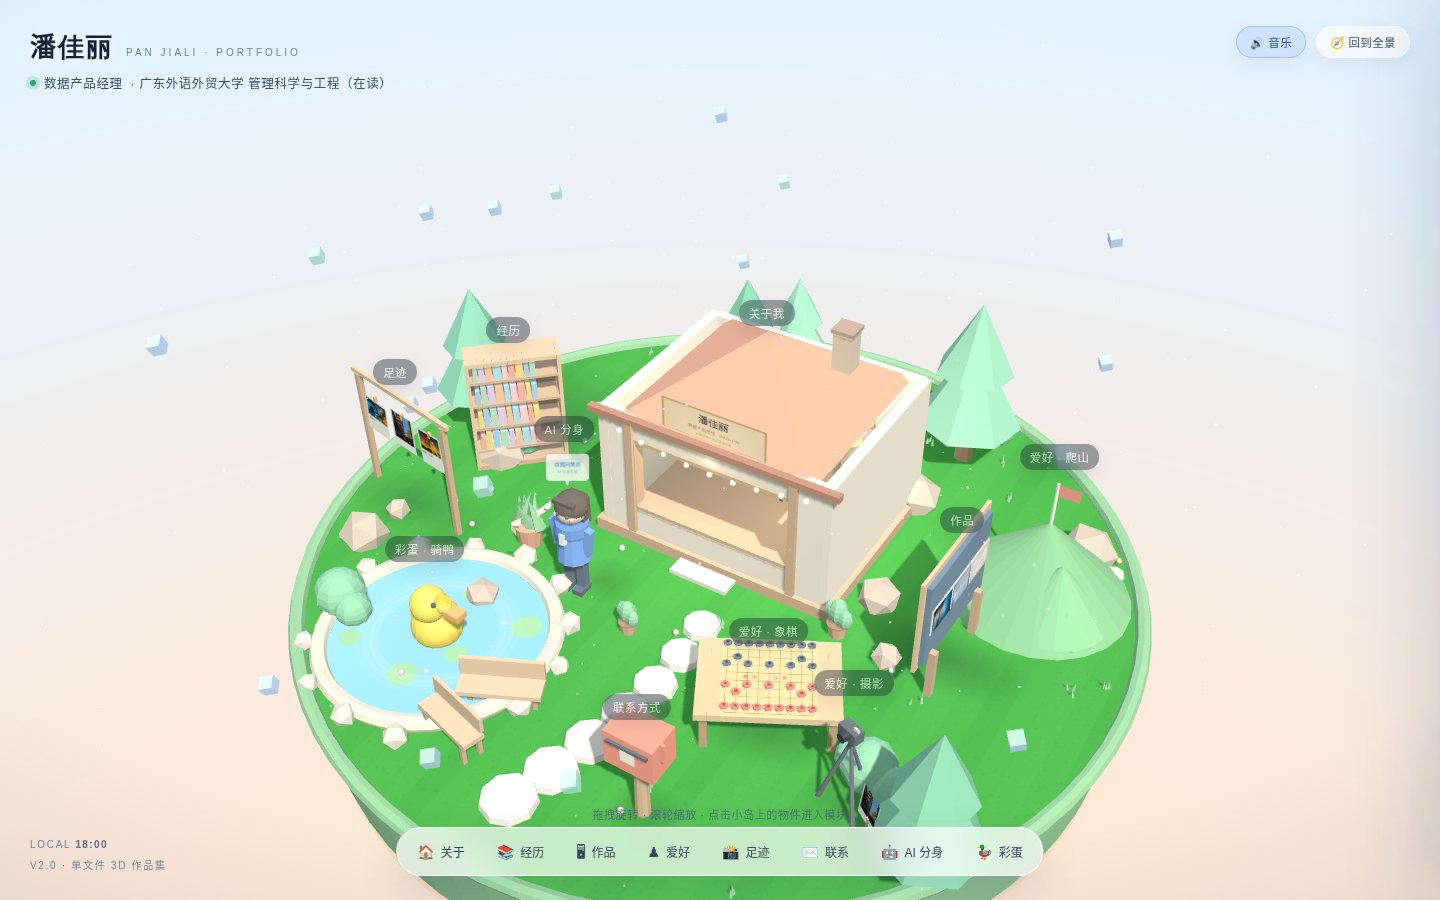 潘佳丽 PAN JIALI · PORTFOLIO
数据产品经理 · 广东外语外贸大学 管理科学与工程（在读）
🔊 音乐
🧭 回到全景
关于我
经历
足迹
潘佳丽
AI 分身
爱好 · 爬山
作品
彩蛋 · 骑鸭
爱好 · 象棋
爱好 · 摄影
联系方式
拖拽旋转 · 滚轮缩放 · 点击小岛上的物件进入模块
LOCAL 18:00
V2.0 · 单文件 3D 作品集
🏠 关于
📚 经历
🖥 作品
♟ 爱好
📸 足迹
✉️ 联系
🤖 AI 分身
🦆 彩蛋